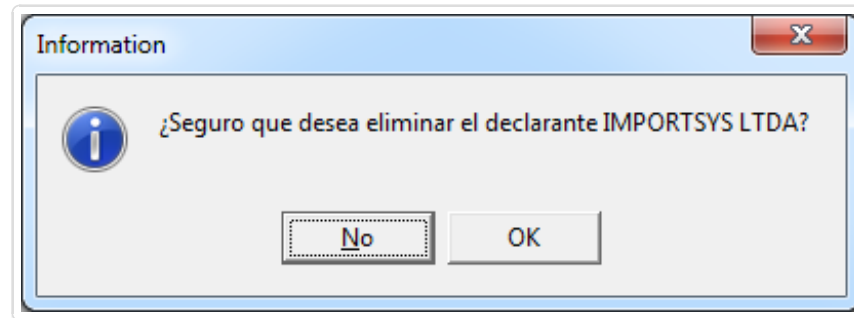 Information
¿Seguro que desea eliminar el declarante IMPORTSYS LTDA?
No
OK